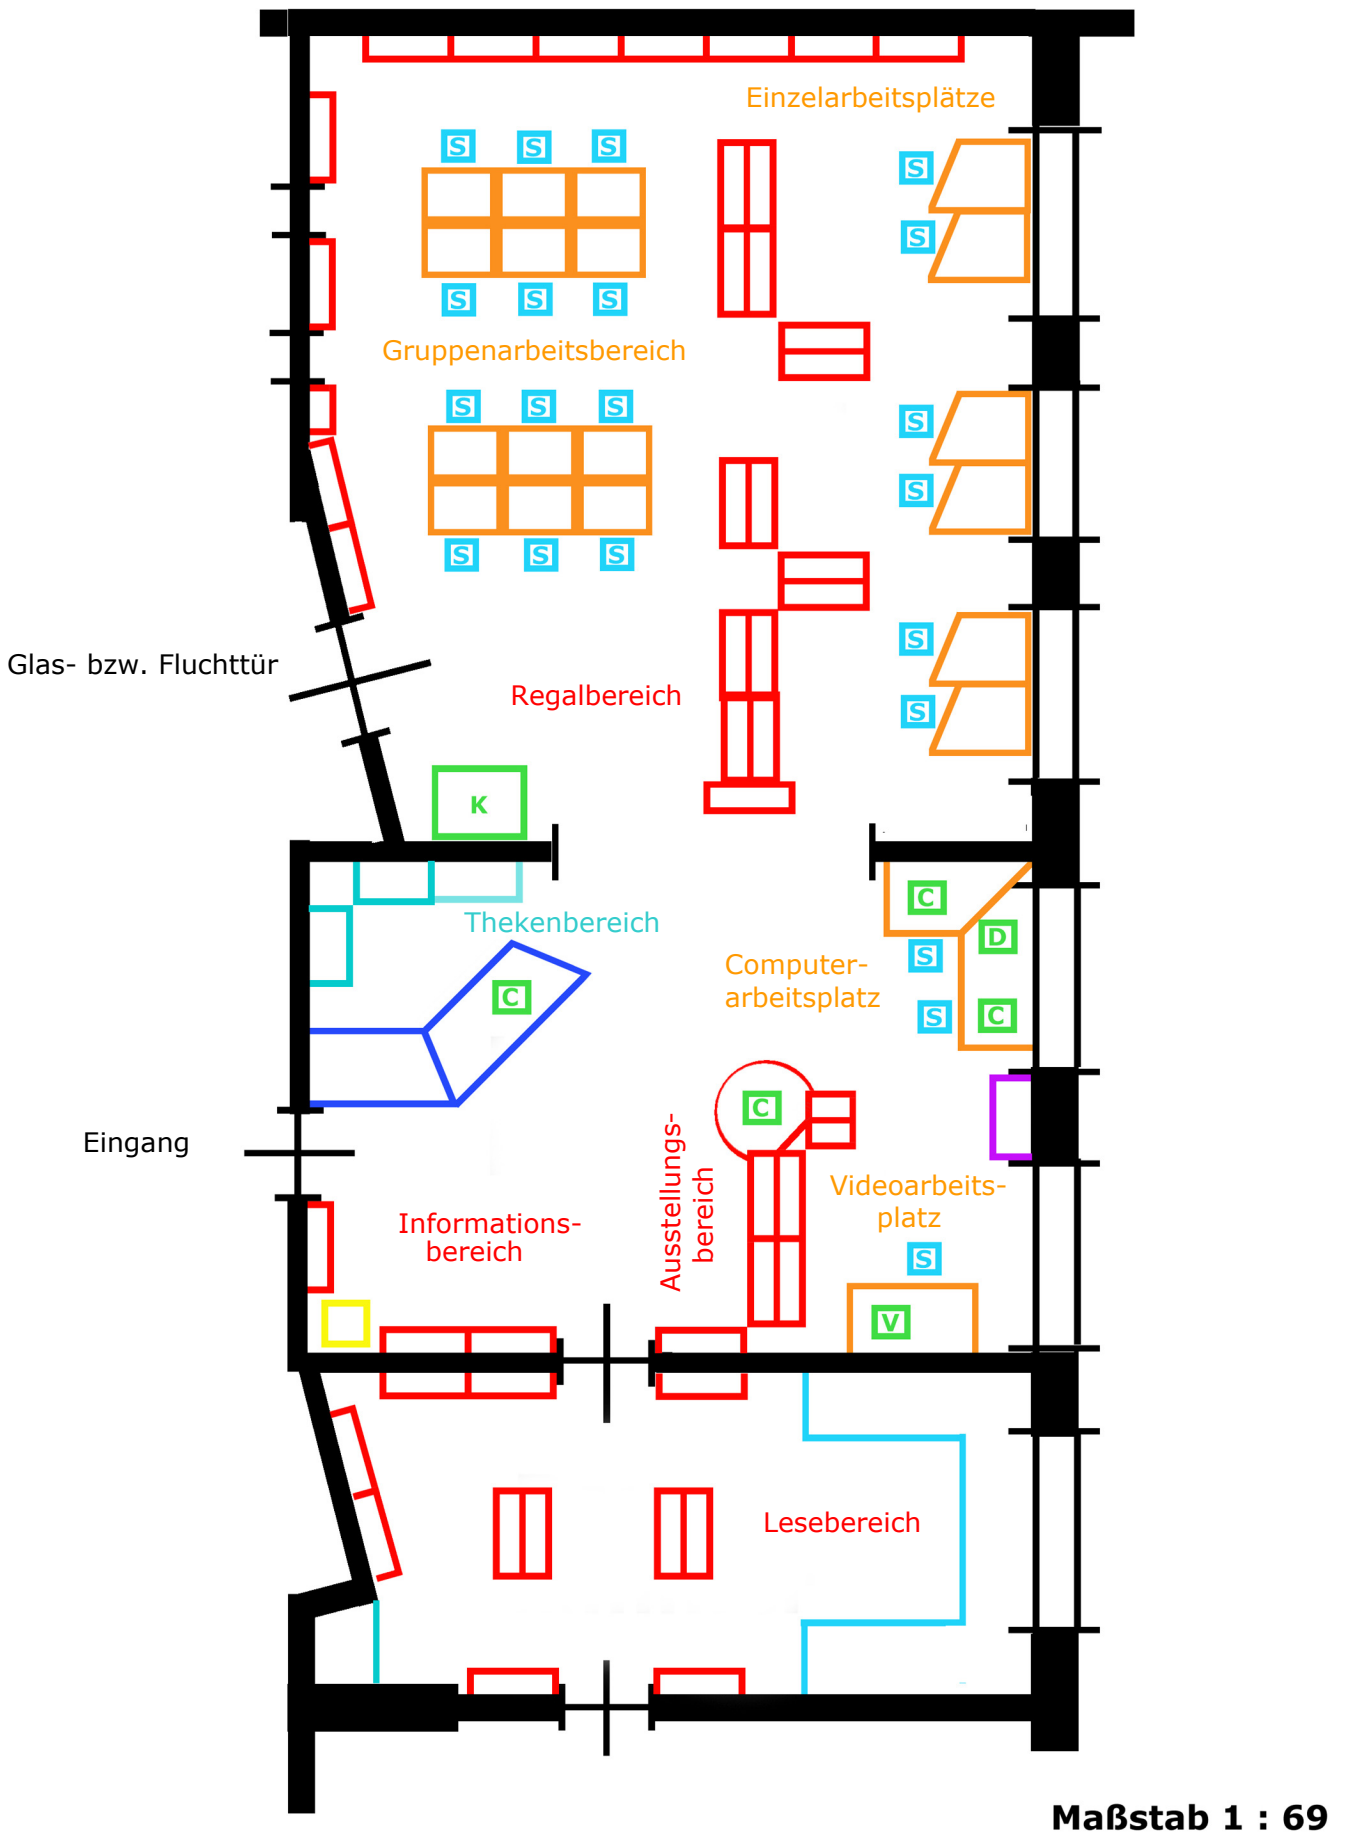 Einzelarbeitsplätze
S S S
S
S
S S S
Gruppenarbeitsbereich
S S S
S
S
S S S
S
Glas- bzw. Fluchttür
Regalbereich
S
K
C
Thekenbereich
D
S
Computer-
arbeitsplatz
C
S
C
C
Eingang
Ausstellungs-
bereich
Videoarbeits-
platz
Informations-
bereich
S
V
Lesebereich
Maßstab 1 : 69